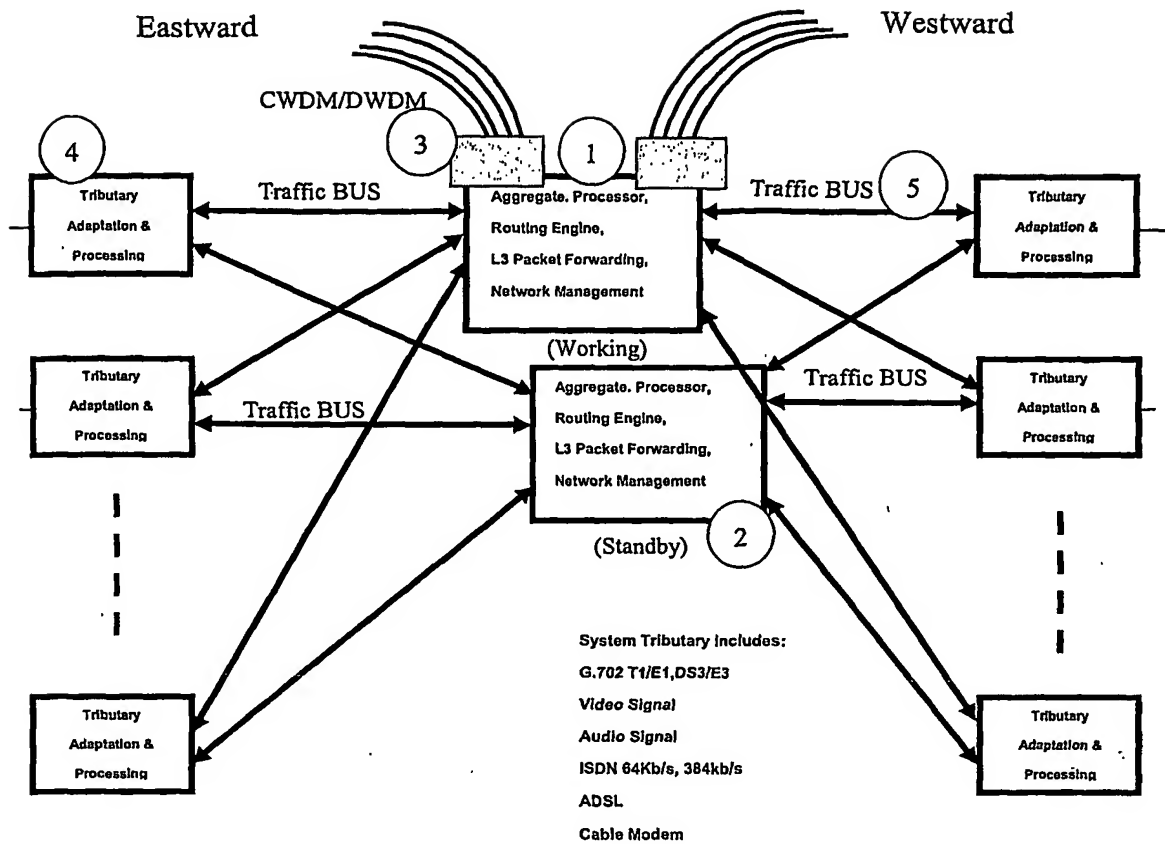 Eastward
Westward
CWDM/DWDM
3
1
4
Tributary
Adaptation &
Processing
Traffic BUS
Aggregate. Processor,
Routing Engine,
L3 Packet Forwarding,
Network Management
(Working)
Traffic BUS
5
Tributary
Adaptation &
Processing
Tributary
Adaptation &
Processing
Traffic BUS
Aggregate. Processor,
Routing Engine,
L3 Packet Forwarding,
Network Management
(Standby)
2
Traffic BUS
Tributary
Adaptation &
Processing
Tributary
Adaptation &
Processing
System Tributary Includes:
G.702 T1/E1,DS3/E3
Video Signal
Audio Signal
ISDN 64Kb/s, 384kb/s
ADSL
Cable Modem
Tributary
Adaptation &
Processing